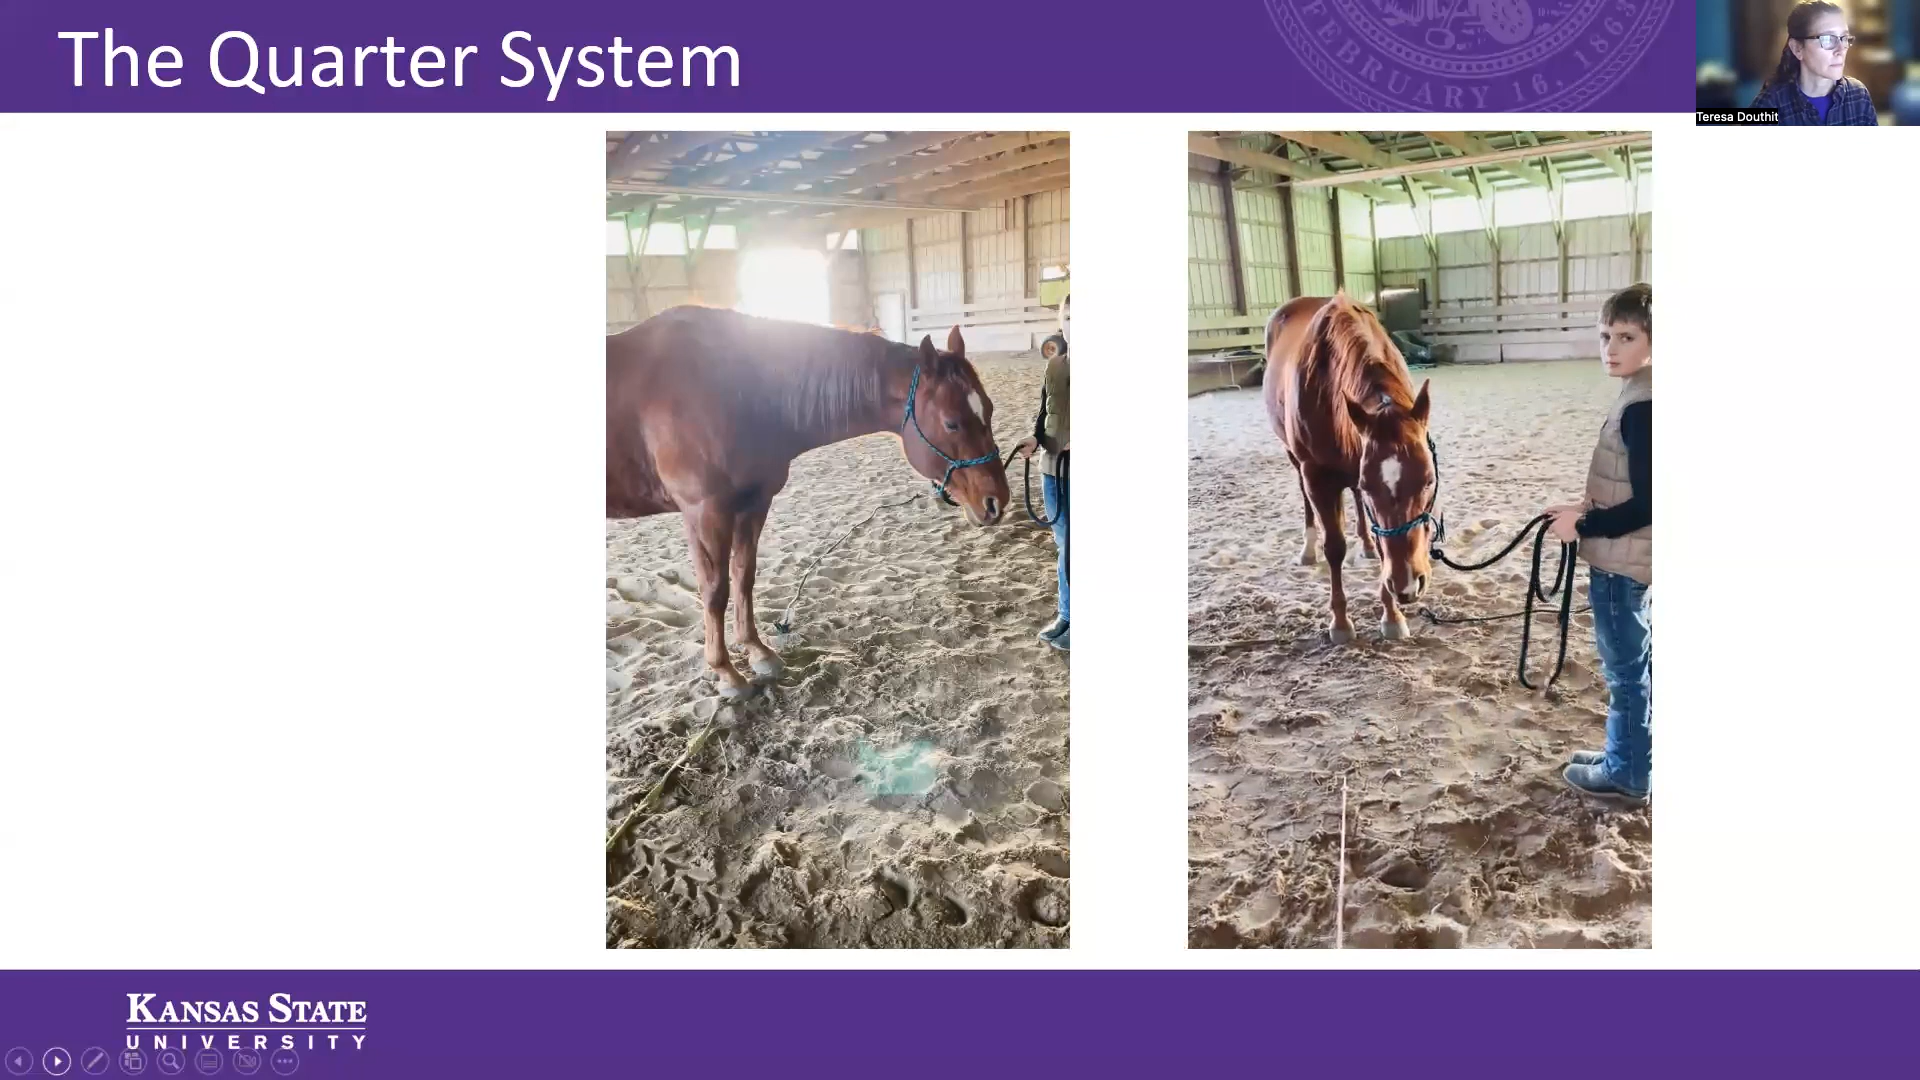 The Quarter System
FEBRUARY 16, 1863
Teresa Douthit
KANSAS STATE
UNIVERSITY